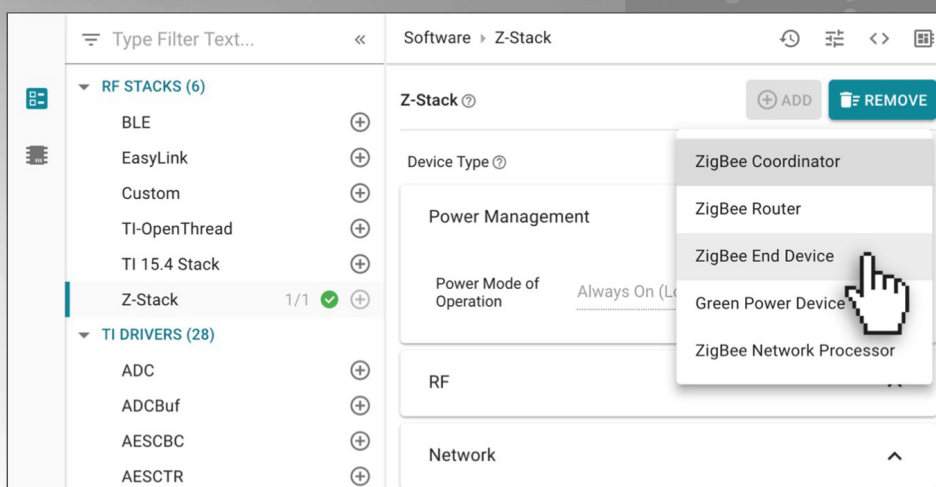 Type Filter Text...
Software Z-Stack
RF STACKS (6)
BLE
EasyLink
Custom
TI-OpenThread
TI 15.4 Stack
Z-Stack 1/1
TI DRIVERS (28)
ADC
ADCBuf
AESCBC
AESCTR
Z-Stack
ADD
REMOVE
Device Type
ZigBee Coordinator
ZigBee Router
ZigBee End Device
Green Power Device
ZigBee Network Processor
Power Management
Power Mode of
Operation
Always On
RF
Network